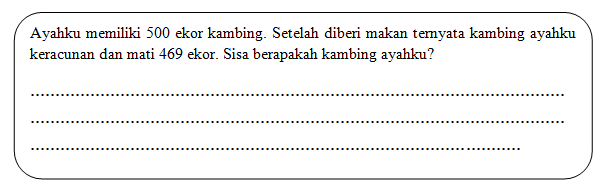 Ayahku memiliki 500 ekor kambing. Setelah diberi makan ternyata kambing ayahku
keracunan dan mati 469 ekor. Sisa berapakah kambing ayahku?
...........................................................................................................
...........................................................................................................
..................................................................................................